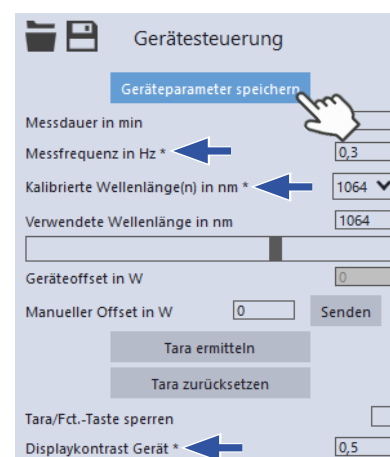 Gerätesteuerung
Geräteparameter speichern
Messdauer in min
Messfrequenz in Hz * 0,3
Kalibrierte Wellenlänge(n) in nm * 1064
Verwendete Wellenlänge in nm 1064
Geräteoffset in W 0
Manueller Offset in W 0 Senden
Tara ermitteln
Tara zurücksetzen
Tara/Fct.-Taste sperren
Displaykontrast Gerät * 0,5